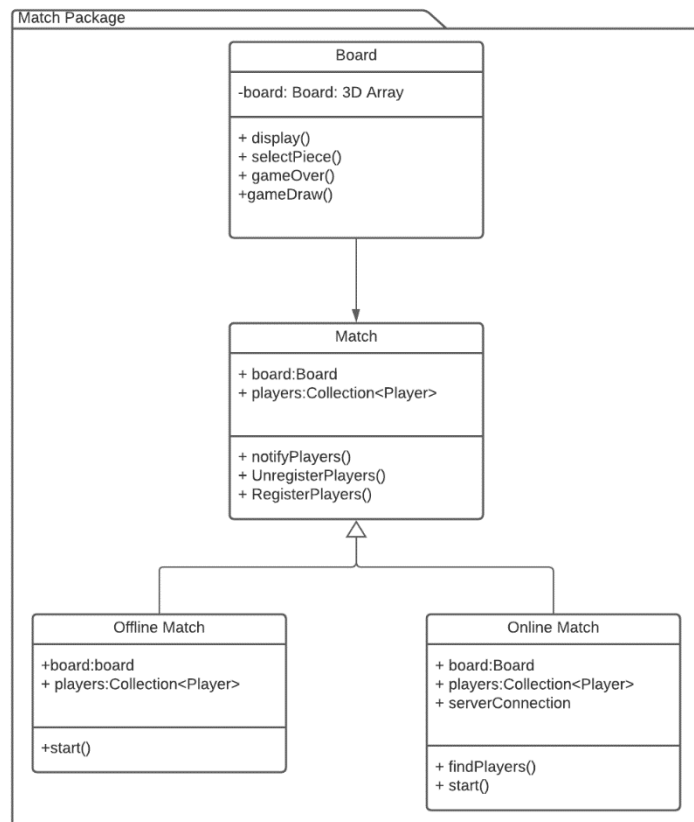 Match Package
Board
-board: Board: 3D Array
+ display()
+ selectPiece()
+ gameOver()
+gameDraw()
Match
+ board:Board
+ players:Collection<Player>
+ notifyPlayers()
+ UnregisterPlayers()
+ RegisterPlayers()
Offline Match
+board:board
+ players:Collection<Player>
+start()
Online Match
+ board:Board
+ players:Collection<Player>
+ serverConnection
+ findPlayers()
+ start()